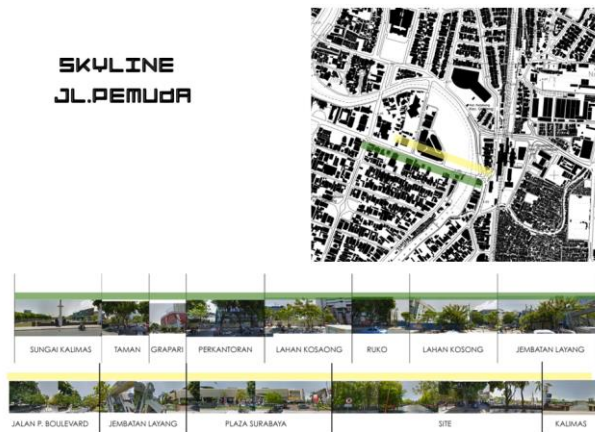 SKYLINE
JL.PEMUdA
SUNGAI KALIMAS TAMAN GRAPARI PERKANTORAN LAHAN KOSAONG RUKO LAHAN KOSONG JEMBATAN LAYANG
JALAN P. BOULEVARD JEMBATAN LAYANG PLAZA SURABAYA SITE KALIMAS